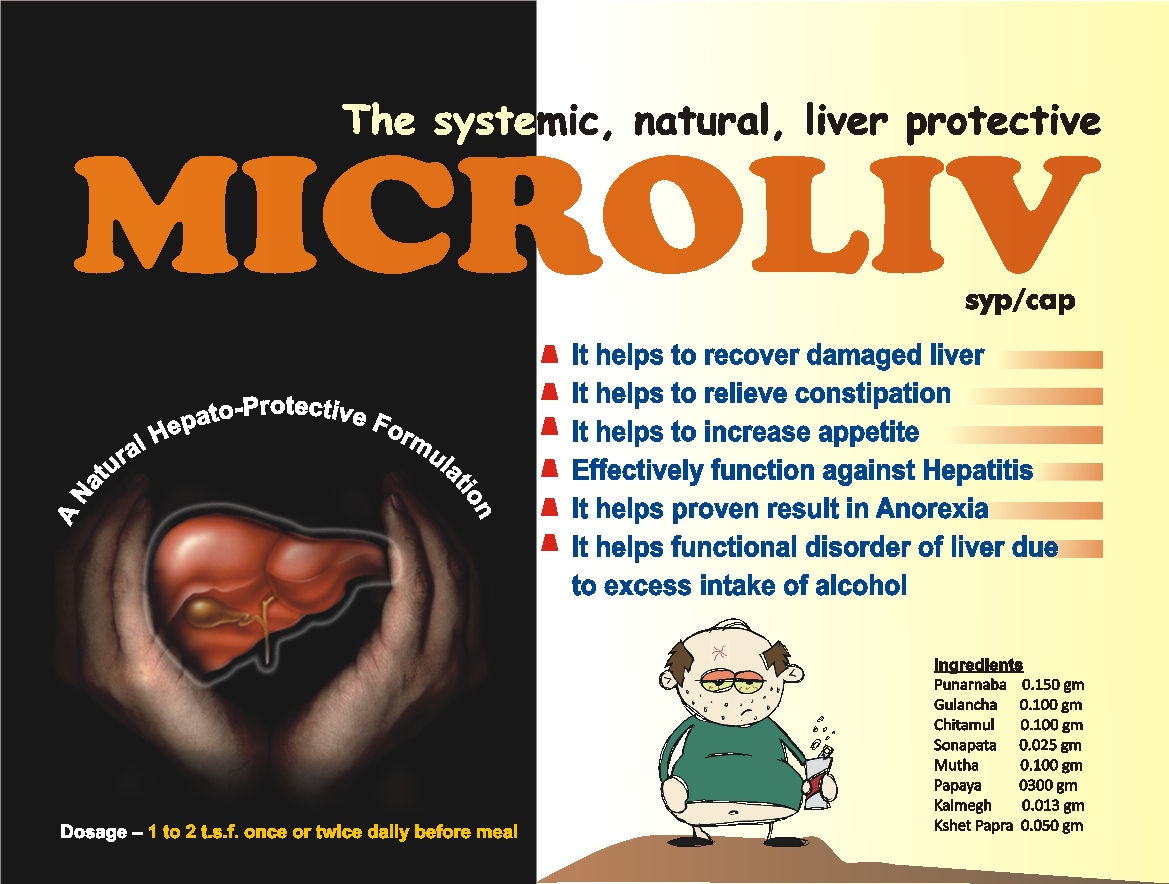 The systemic, natural, liver protective
MICROLIV
syp/cap
It helps to recover damaged liver
It helps to relieve constipation
It helps to increase appetite
Effectively function against Hepatitis
It helps proven result in Anorexia
It helps functional disorder of liver due
to excess intake of alcohol
A Natural Hepato-Protective Formulation
Ingredients
Punarnaba 0.150 gm
Gulancha 0.100 gm
Chitamul 0.100 gm
Sonapata 0.025 gm
Mutha 0.100 gm
Papaya 0300 gm
Kalmegh 0.013 gm
Kshet Papra 0.050 gm
Dosage – 1 to 2 t.s.f. once or twice daily before meal